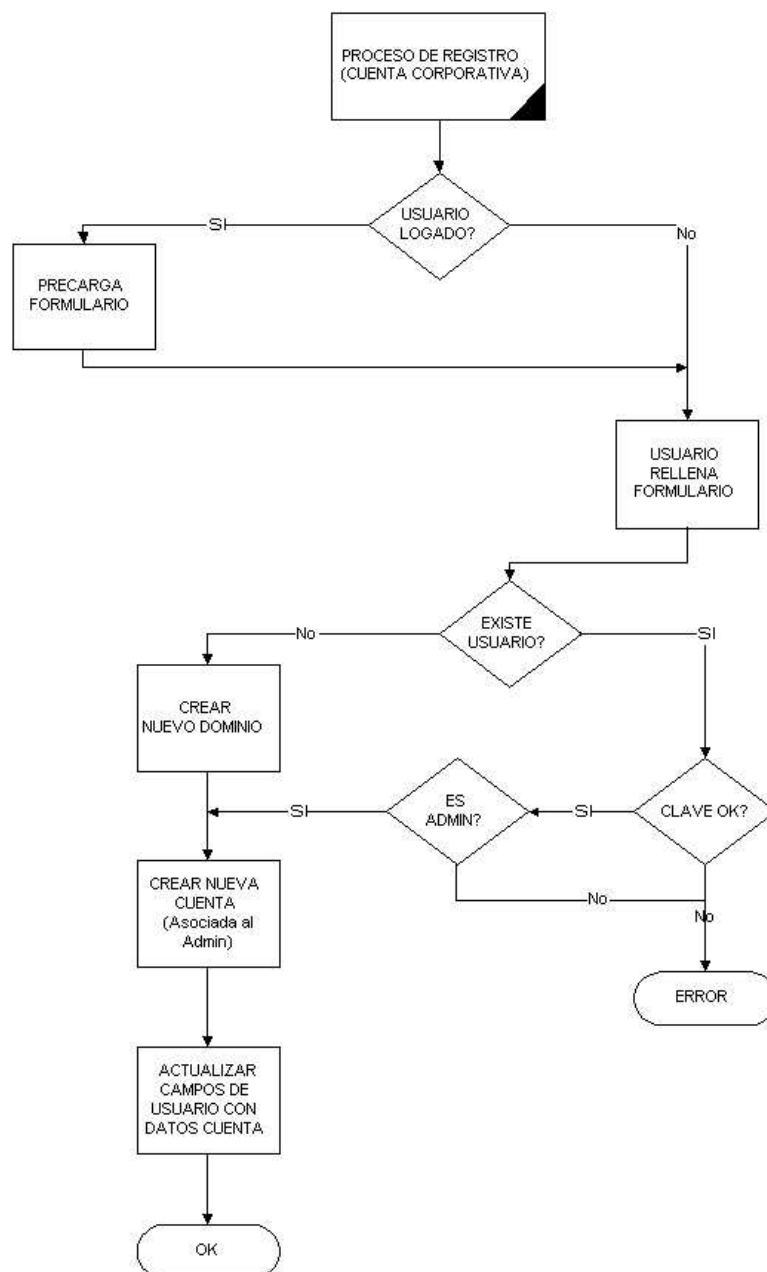 PROCESO DE REGISTRO
(CUENTA CORPORATIVA)
USUARIO
LOGADO?
SI
No
PRECARGA
FORMULARIO
USUARIO
RELLENA
FORMULARIO
EXISTE
USUARIO?
No
SI
CREAR
NUEVO DOMINIO
ES
ADMIN?
CLAVE OK?
SI
SI
CREAR NUEVA
CUENTA
(Asociada al
Admin)
No
No
ERROR
ACTUALIZAR
CAMPOS DE
USUARIO CON
DATOS CUENTA
OK